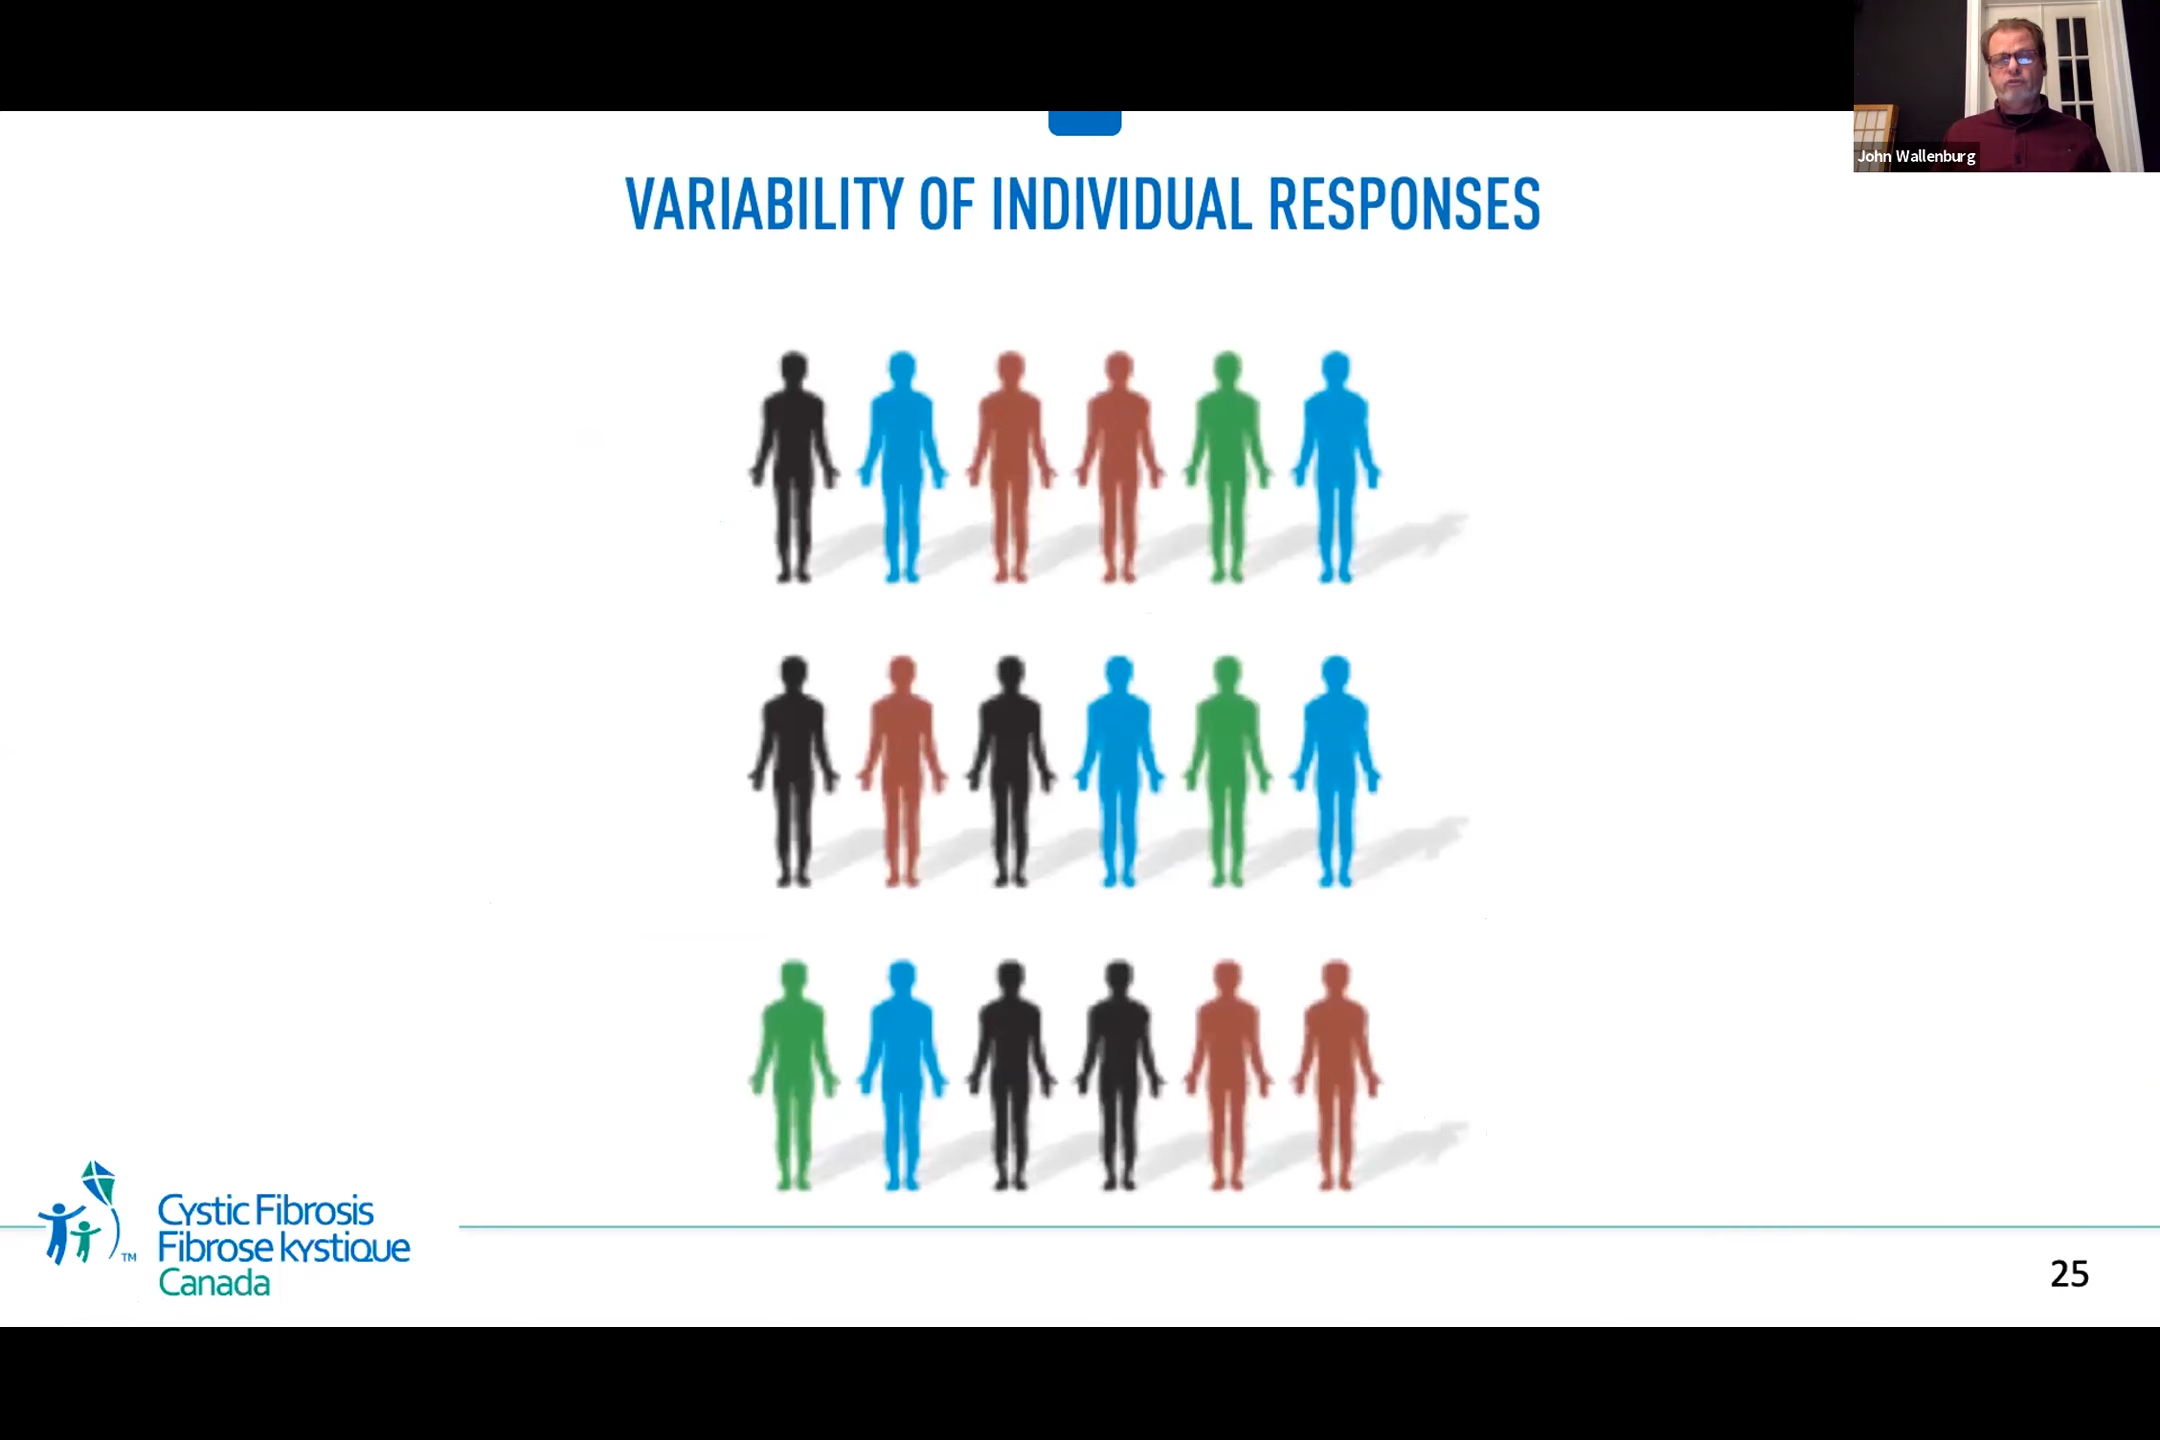 John Wallenburg
VARIABILITY OF INDIVIDUAL RESPONSES
Cystic Fibrosis
Fibrose kystique
Canada
TM
25